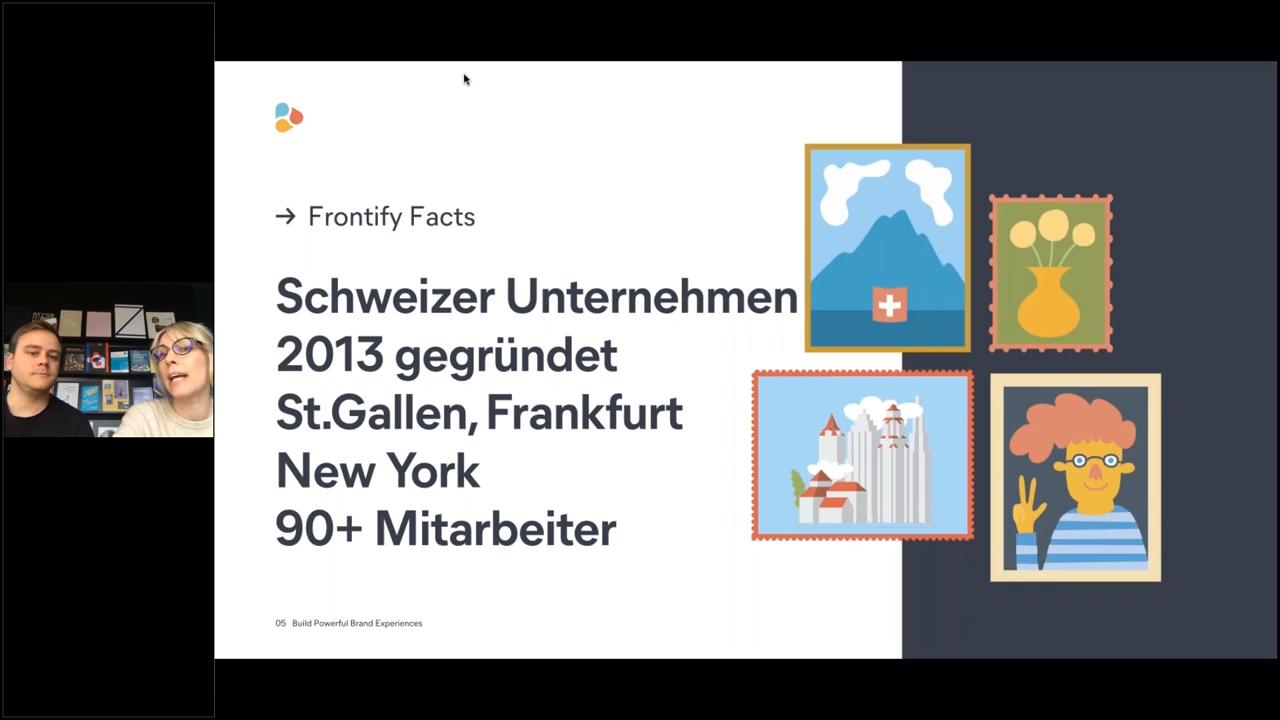 → Frontify Facts
Schweizer Unternehmen
2013 gegründet
St.Gallen, Frankfurt
New York
90+ Mitarbeiter
05 Build Powerful Brand Experiences